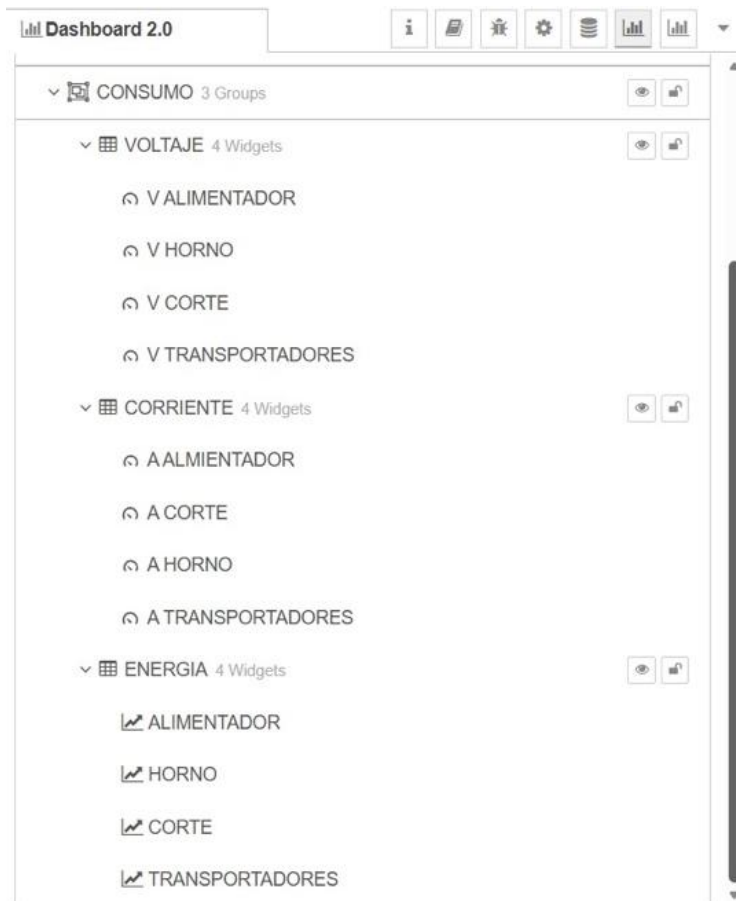 Dashboard 2.0
CONSUMO 3 Groups
VOLTAJE 4 Widgets
V ALIMENTADOR
V HORNO
V CORTE
V TRANSPORTADORES
CORRIENTE 4 Widgets
A ALMIENTADOR
A CORTE
A HORNO
A TRANSPORTADORES
ENERGIA 4 Widgets
ALIMENTADOR
HORNO
CORTE
TRANSPORTADORES